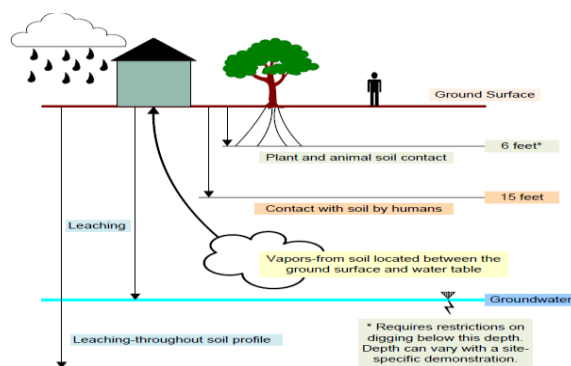 Ground Surface
6 feet*
Plant and animal soil contact
15 feet
Contact with soil by humans
Leaching
Vapors-from soil located between the
ground surface and water table
Groundwater
Leaching-throughout soil profile
* Requires restrictions on
digging below this depth.
Depth can vary with a site-
specific demonstration.